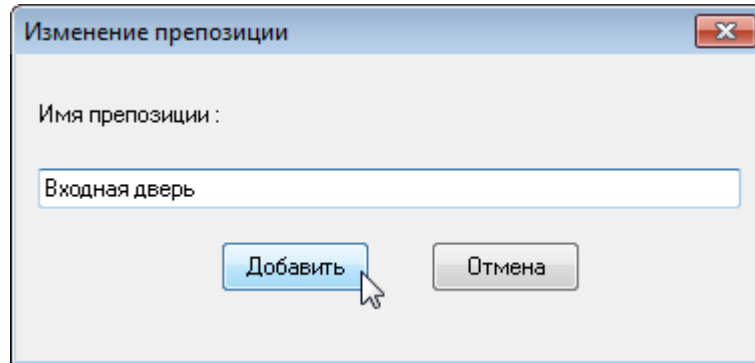 Изменение препозиции
Имя препозиции :
Входная дверь
Добавить
Отмена